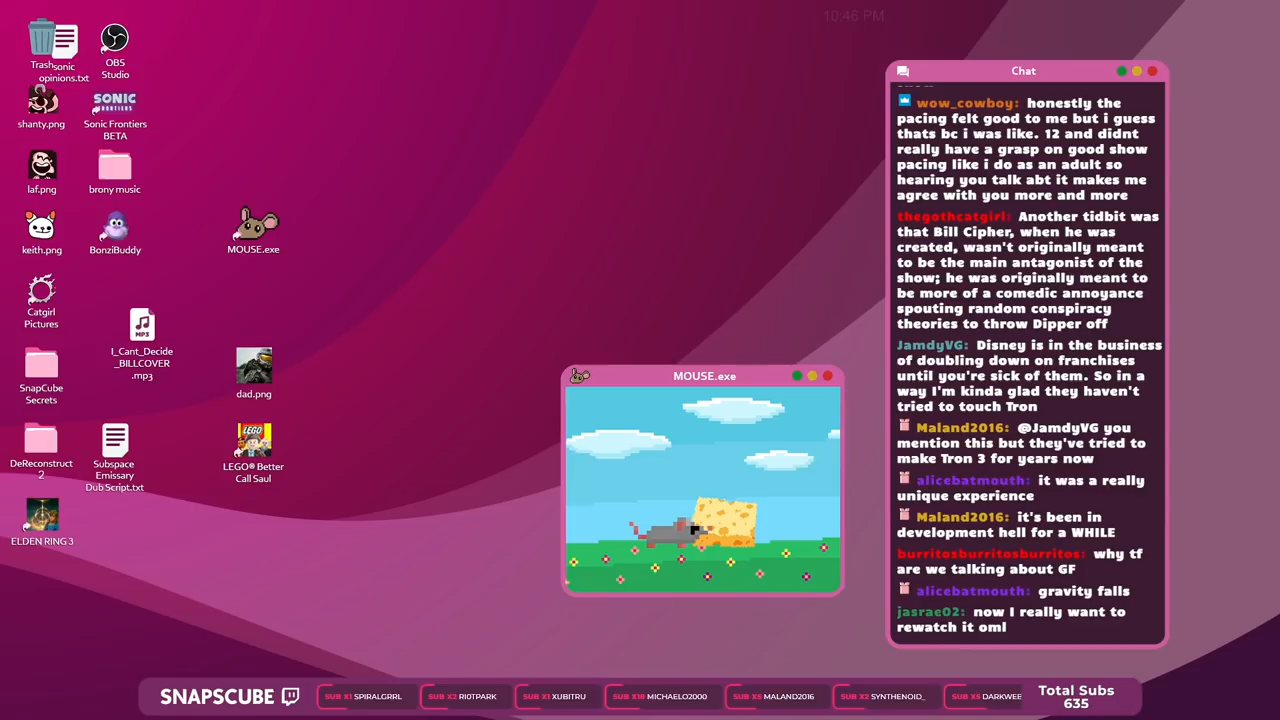 10:46 PM
Trash
sonic
opinions.txt
OBS
Studio
shanty.png
SONIC
FRONTIERS
Sonic Frontiers
BETA
laf.png
brony music
keith.png
BonziBuddy
MOUSE.exe
Catgirl
Pictures
MP3
I_Cant_Decide
_BILLCOVER
.mp3
SnapCube
Secrets
dad.png
DeReconstruct
2
Subspace
Emissary
Dub Script.txt
LEGO
LEGO® Better
Call Saul
ELDEN RING 3
MOUSE.exe
Chat
wow_cowboy: honestly the
pacing felt good to me but i guess
thats bc i was like. 12 and didnt
really have a grasp on good show
pacing like i do as an adult so
hearing you talk abt it makes me
agree with you more and more
thegothcatgirl: Another tidbit was
that Bill Cipher, when he was
created, wasn't originally meant
to be the main antagonist of the
show; he was originally meant to
be more of a comedic annoyance
spouting random conspiracy
theories to throw Dipper off
JamdyVG: Disney is in the business
of doubling down on franchises
until you're sick of them. So in a
way I'm kinda glad they haven't
tried to touch Tron
Maland2016: @JamdyVG you
mention this but they've tried to
make Tron 3 for years now
alicebatmouth: it was a really
unique experience
Maland2016: it's been in
development hell for a WHILE
burritosburritosburritos: why tf
are we talking about GF
alicebatmouth: gravity falls
jasrae02: now I really want to
rewatch it oml
SNAPSCUBE
SUB X1 SPIRALGRRL
SUB X2 RI0TPARK
SUB X1 XUBITRU
SUB X18 MICHAELO2000
SUB X5 MALAND2016
SUB X2 SYNTHENOID_
SUB X5 DARKWEB
Total Subs
635